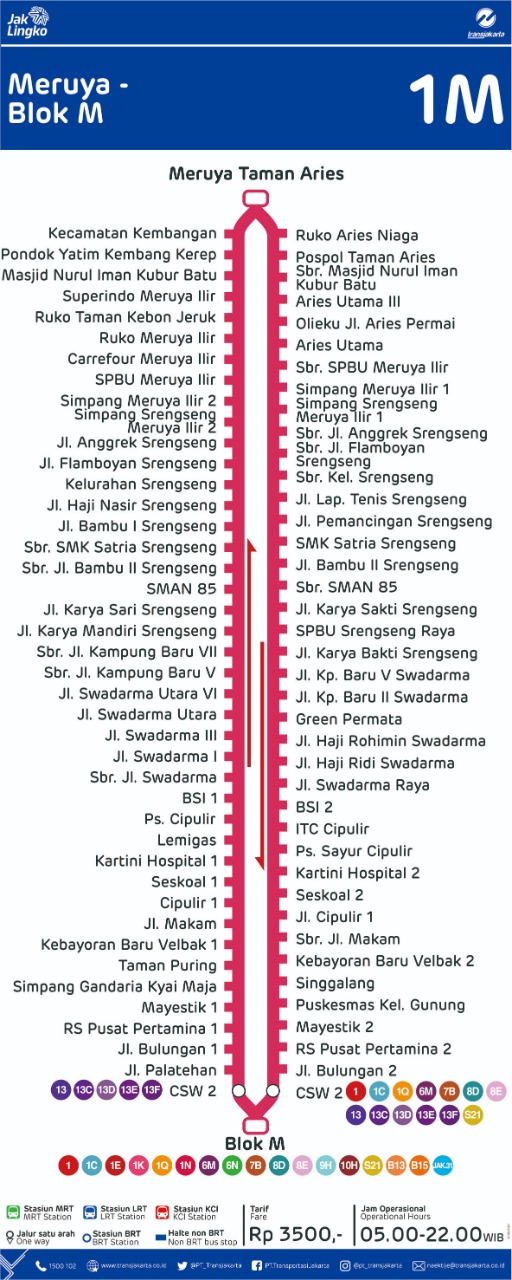 Jak
Lingko
transjakarta
Meruya -
Blok M
1M
Meruya Taman Aries
Kecamatan Kembangan
Pondok Yatim Kembang Kerep
Masjid Nurul Iman Kubur Batu
Superindo Meruya Ilir
Ruko Taman Kebon Jeruk
Ruko Meruya Ilir
Carrefour Meruya Ilir
SPBU Meruya Ilir
Simpang Meruya Ilir 2
Simpang Srengseng
Meruya Ilir 2
Jl. Anggrek Srengseng
Jl. Flamboyan Srengseng
Kelurahan Srengseng
Jl. Haji Nasir Srengseng
Jl. Bambu I Srengseng
Sbr. SMK Satria Srengseng
Sbr. Jl. Bambu II Srengseng
SMAN 85
Jl. Karya Sari Srengseng
Jl. Karya Mandiri Srengseng
Sbr. Jl. Kampung Baru VII
Sbr. Jl. Kampung Baru V
Jl. Swadarma Utara VI
Jl. Swadarma Utara
Jl. Swadarma III
Jl. Swadarma I
Sbr. Jl. Swadarma
BSI 1
Ps. Cipulir
Lemigas
Kartini Hospital 1
Seskoal 1
Cipulir 1
Jl. Makam
Kebayoran Baru Velbak 1
Taman Puring
Simpang Gandaria Kyai Maja
Mayestik 1
RS Pusat Pertamina 1
Jl. Bulungan 1
Jl. Palatehan
13 13C 13D 13E 13F CSW 2
Ruko Aries Niaga
Pospol Taman Aries
Sbr. Masjid Nurul Iman
Kubur Batu
Aries Utama III
Olieku Jl. Aries Permai
Aries Utama
Sbr. SPBU Meruya Ilir
Simpang Meruya Ilir 1
Simpang Srengseng
Meruya Ilir 1
Sbr. Jl. Anggrek Srengseng
Sbr. Jl. Flamboyan
Srengseng
Sbr. Kel. Srengseng
Jl. Lap. Tenis Srengseng
Jl. Pemancingan Srengseng
SMK Satria Srengseng
Jl. Bambu II Srengseng
Sbr. SMAN 85
Jl. Karya Sakti Srengseng
SPBU Srengseng Raya
Jl. Karya Bakti Srengseng
Jl. Kp. Baru V Swadarma
Jl. Kp. Baru II Swadarma
Green Permata
Jl. Haji Rohimin Swadarma
Jl. Haji Ridi Swadarma
Jl. Swadarma Raya
BSI 2
ITC Cipulir
Ps. Sayur Cipulir
Kartini Hospital 2
Seskoal 2
Jl. Cipulir 1
Sbr. Jl. Makam
Kebayoran Baru Velbak 2
Singgalang
Puskesmas Kel. Gunung
Mayestik 2
RS Pusat Pertamina 2
Jl. Bulungan 2
CSW 2 1 1C 1Q 6M 7B 8D 8E
13 13C 13D 13E 13F S21
Blok M
1 1C 1E 1K 1Q 1N 6M 6N 7B 8D 8E 9H 10H S21 B13 B15 JAK.31
Stasiun MRT
MRT Station
Stasiun LRT
LRT Station
Stasiun KCI
KCI Station
Jalur satu arah
One way
Stasiun BRT
BRT Station
Halte non BRT
Non BRT bus stop
Tarif
Fare
Rp 3500,-
Jam Operasional
Operational Hours
05.00-22.00 WIB
1500 102
www.transjakarta.co.id
@PT_Transjakarta
PT.TransportasiJakarta
@pt_transjakarta
naektije@transjakarta.co.id